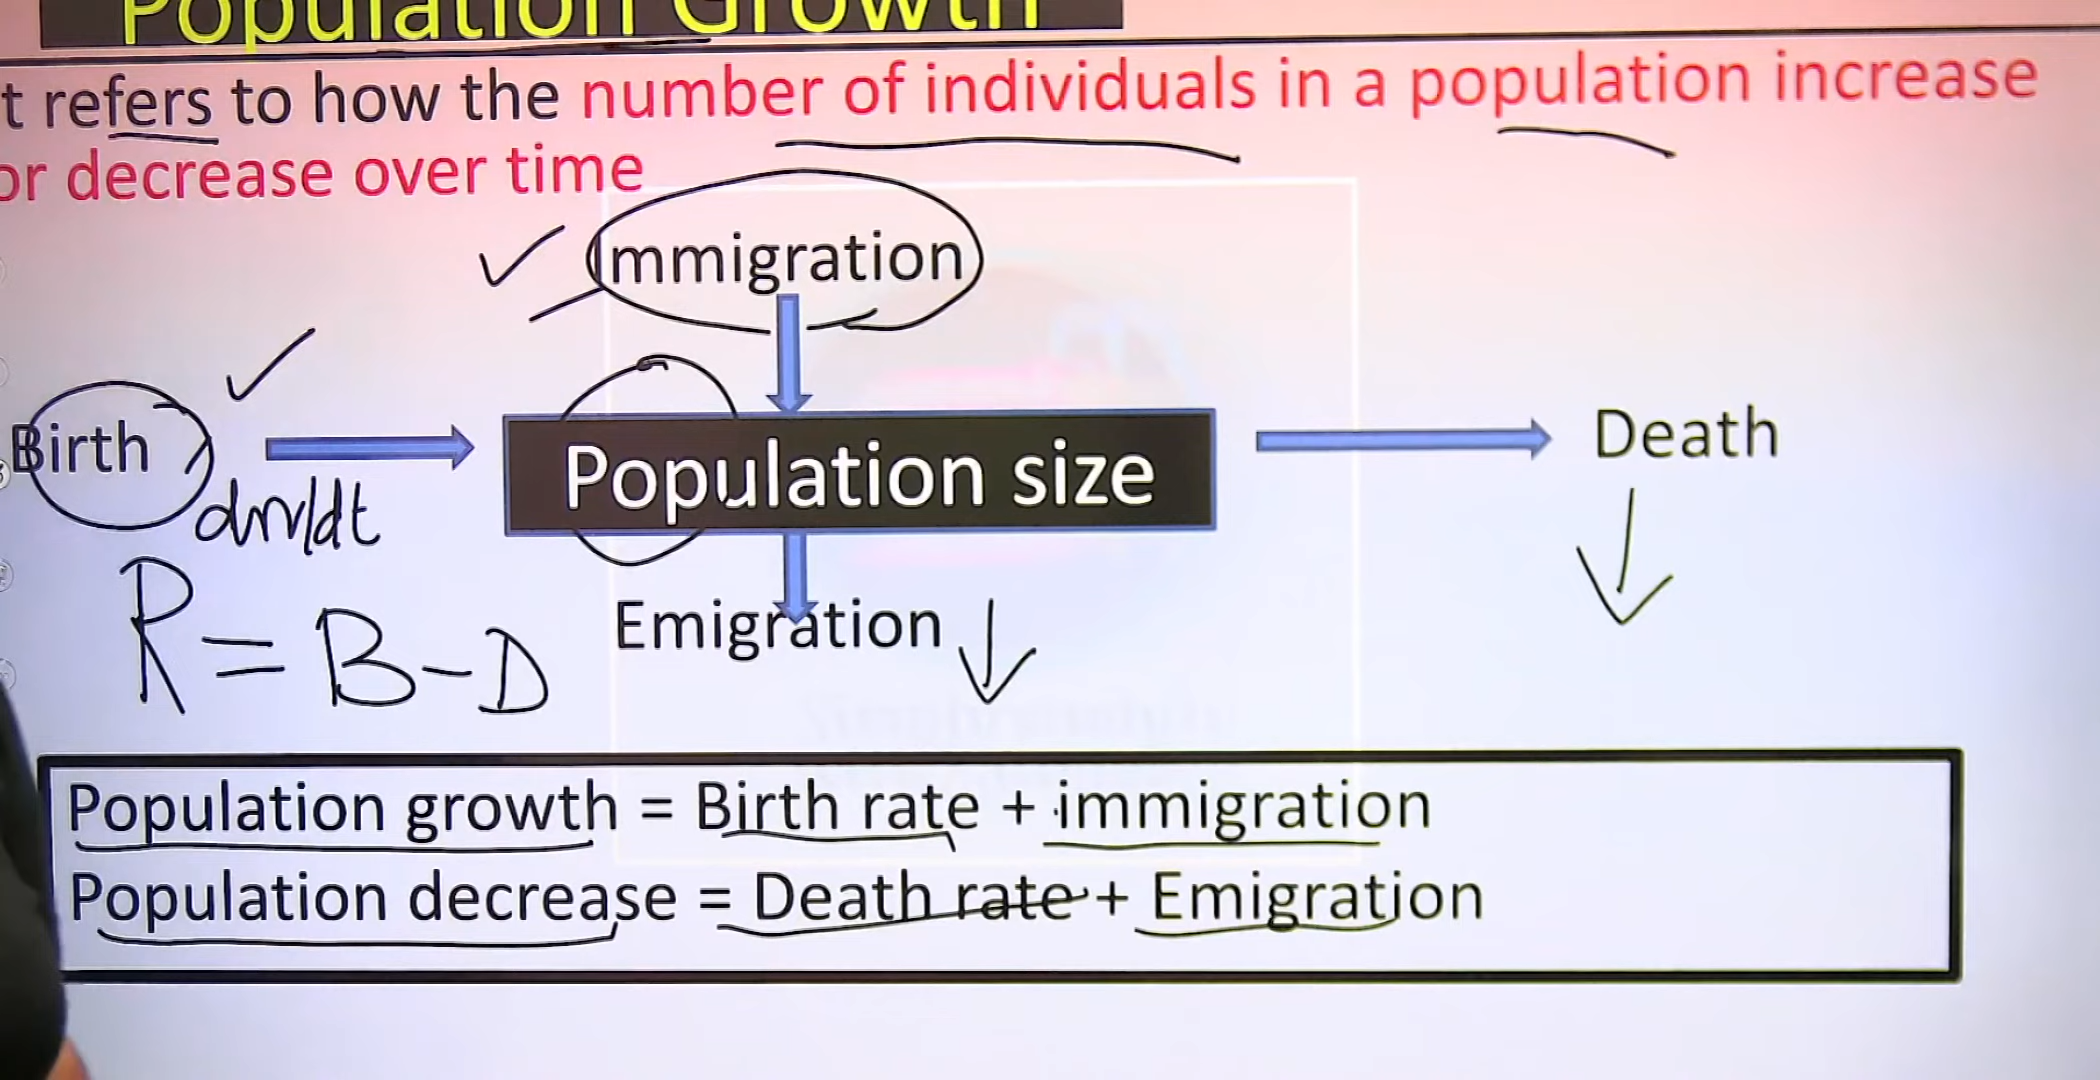 Population Growth
t refers to how the number of individuals in a population increase
or decrease over time
Immigration
Birth
Population size
Death
dn/dt
Emigration
R = B - D
Population growth = Birth rate + immigration
Population decrease = Death rate + Emigration